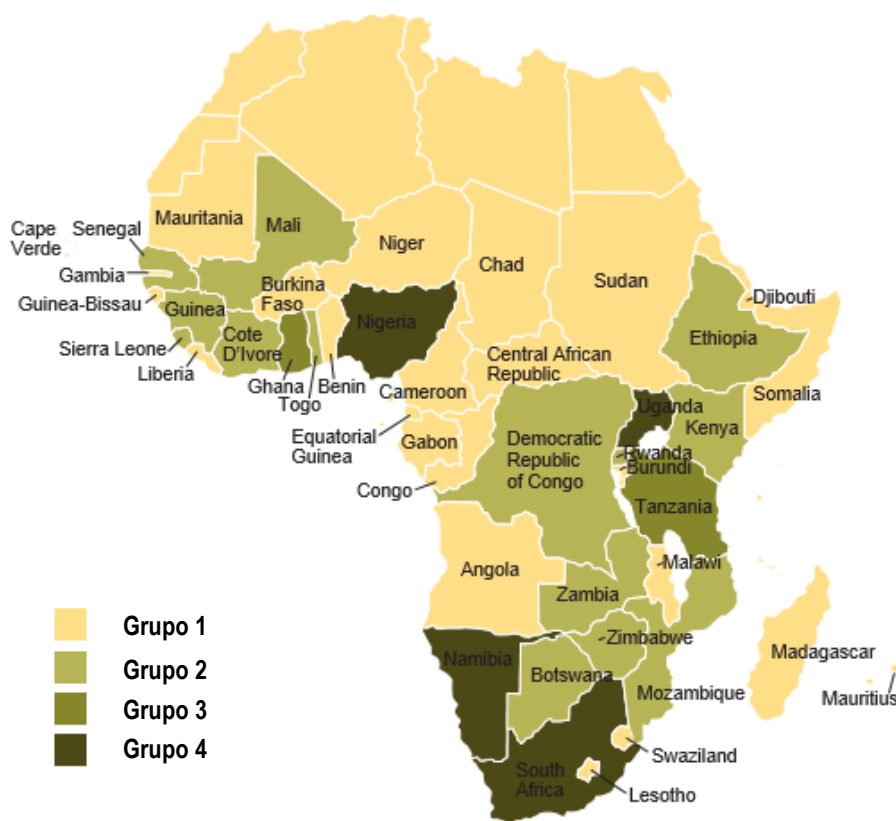 Mauritania
Mali
Niger
Chad
Sudan
Cape
Verde
Senegal
Gambia
Guinea-Bissau
Guinea
Sierra Leone
Liberia
Cote
D'Ivore
Burkina
Faso
Ghana
Togo
Benin
Nigeria
Cameroon
Central African
Republic
Djibouti
Ethiopia
Somalia
Equatorial
Guinea
Gabon
Congo
Democratic
Republic
of Congo
Uganda
Kenya
Rwanda
Burundi
Tanzania
Angola
Zambia
Malawi
Zimbabwe
Mozambique
Madagascar
Mauritius
Namibia
Botswana
South
Africa
Swaziland
Lesotho
Grupo 1
Grupo 2
Grupo 3
Grupo 4